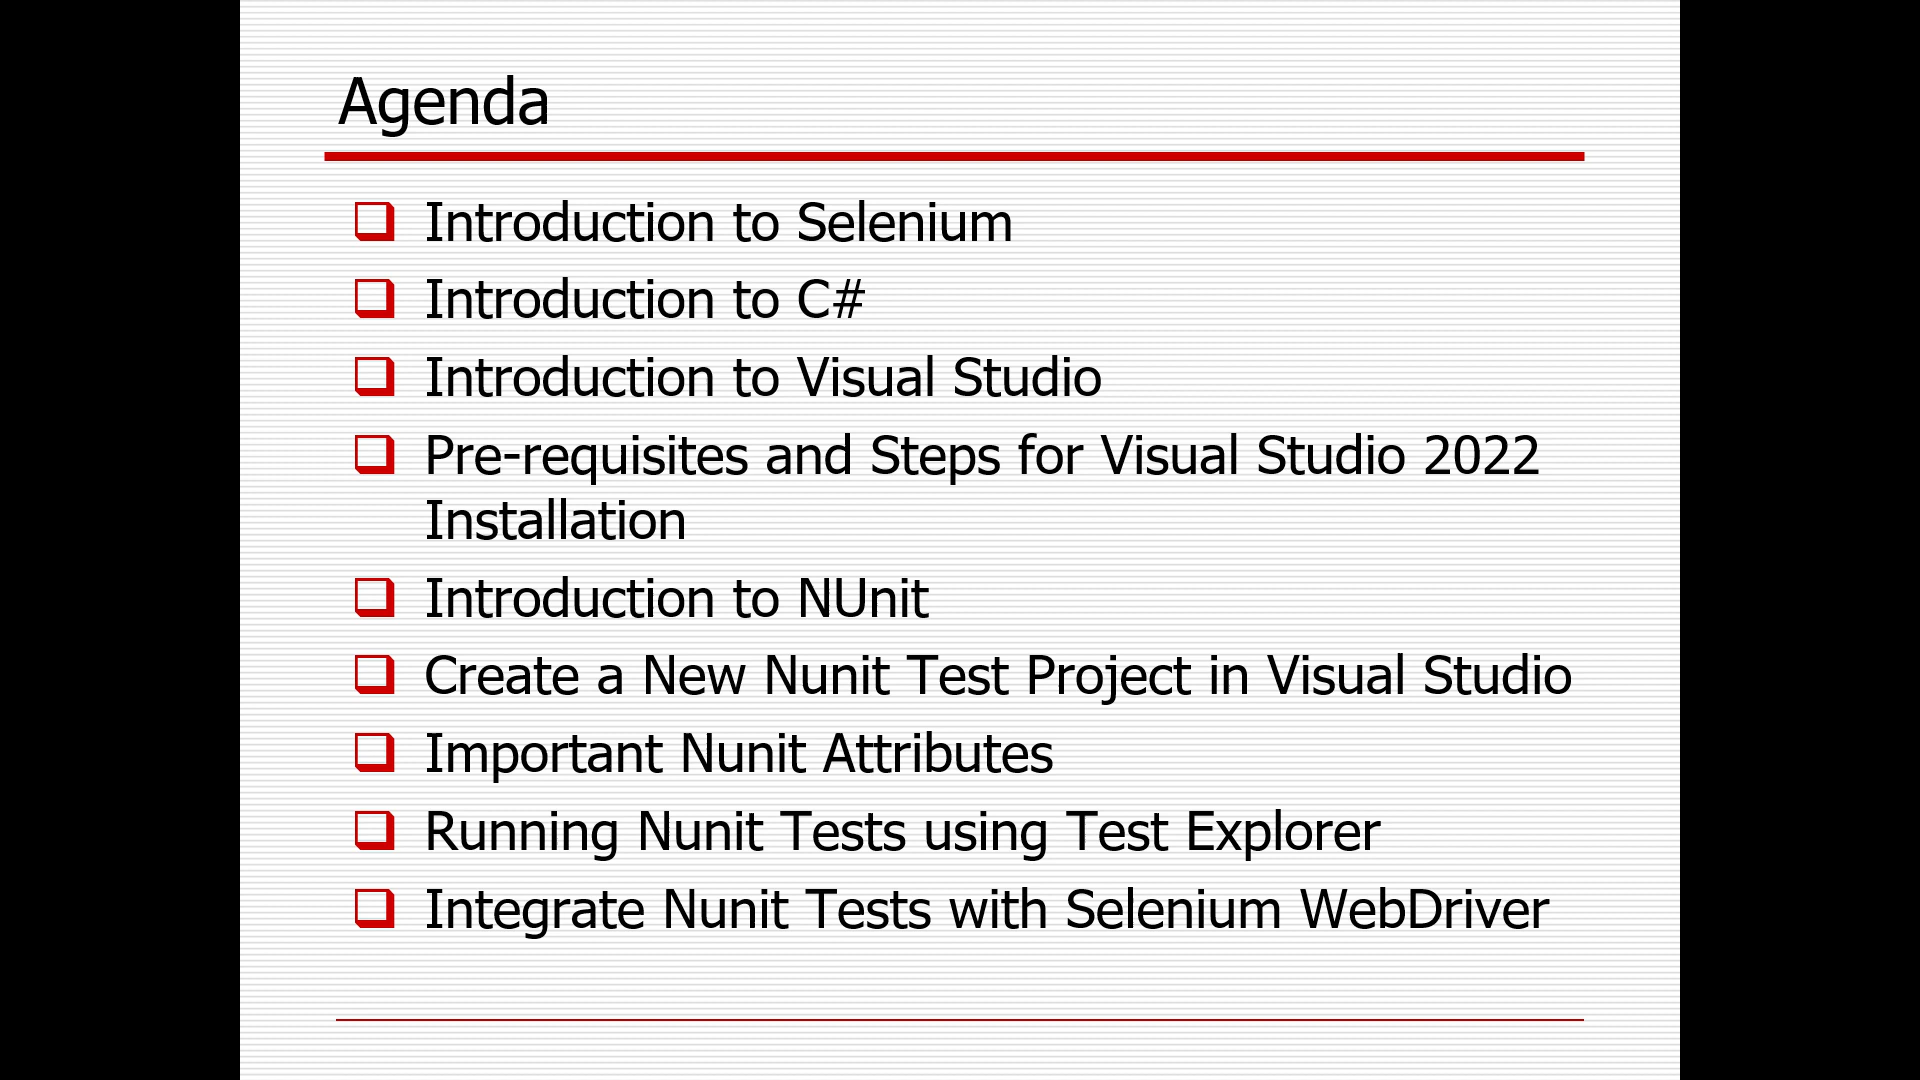 Agenda
Introduction to Selenium
Introduction to C#
Introduction to Visual Studio
Pre-requisites and Steps for Visual Studio 2022
Installation
Introduction to NUnit
Create a New Nunit Test Project in Visual Studio
Important Nunit Attributes
Running Nunit Tests using Test Explorer
Integrate Nunit Tests with Selenium WebDriver